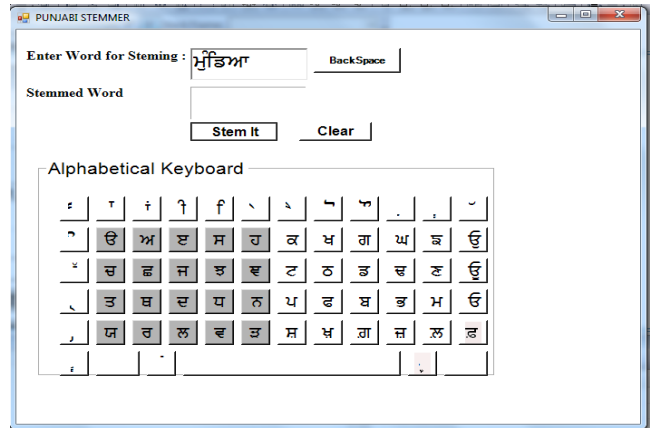 PUNJABI STEMMER
Enter Word for Steming : ਮੁੰਡਿਆ BackSpace
Stemmed Word
Stem It Clear
Alphabetical Keyboard
ੳ ਅ ੲ ਸ ਹ ਕ ਖ ਗ ਘ ਙ ਉ
ਚ ਛ ਜ ਝ ਞ ਟ ਠ ਡ ਢ ਣ ਊ
ਤ ਥ ਦ ਧ ਨ ਪ ਫ ਬ ਭ ਮ ਓ
ਯ ਰ ਲ ਵ ੜ ਸ਼ ਖ਼ ਗ਼ ਜ਼ ਲ਼ ਫ਼